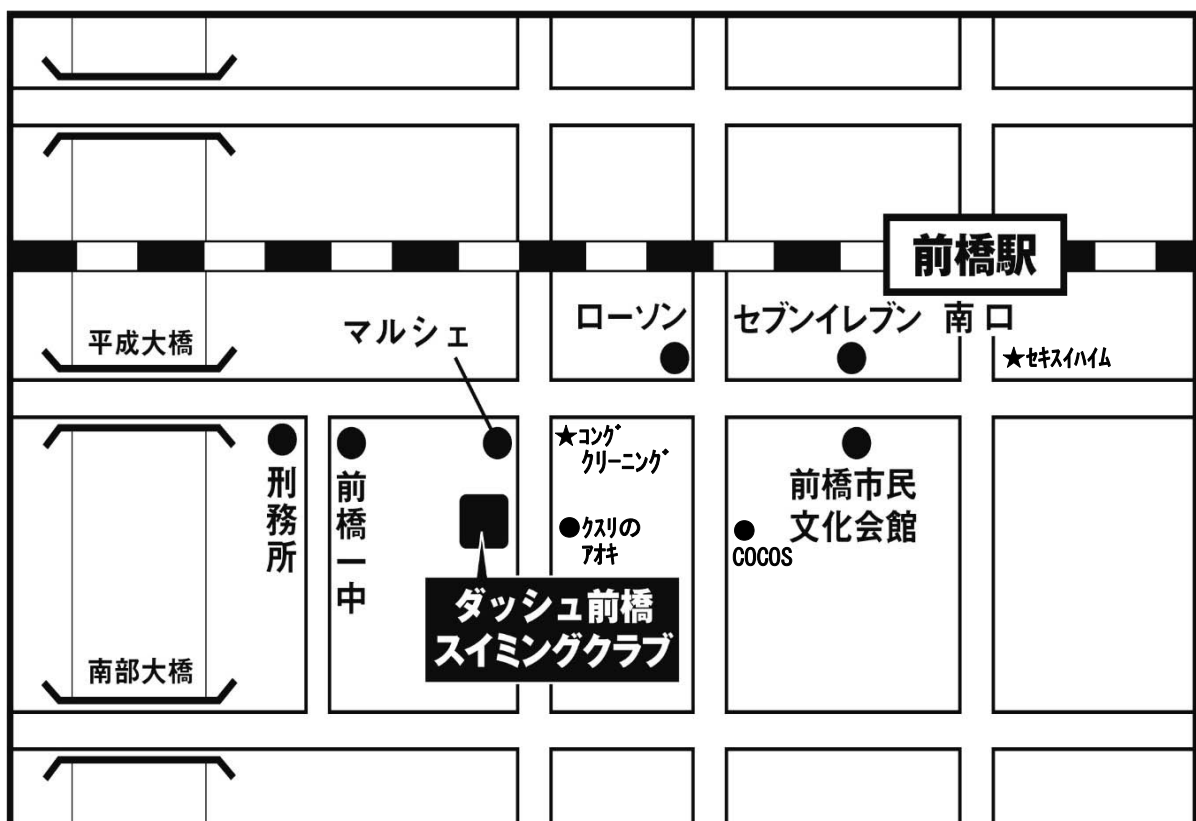 前橋駅
ローソン
セブンイレブン
南口
マルシェ
平成大橋
★セキスイハイム
★コング
クリーニング
刑務所
前橋一中
前橋市民
文化会館
●クスリの
アオキ
COCOS
ダッシュ前橋
スイミングクラブ
南部大橋